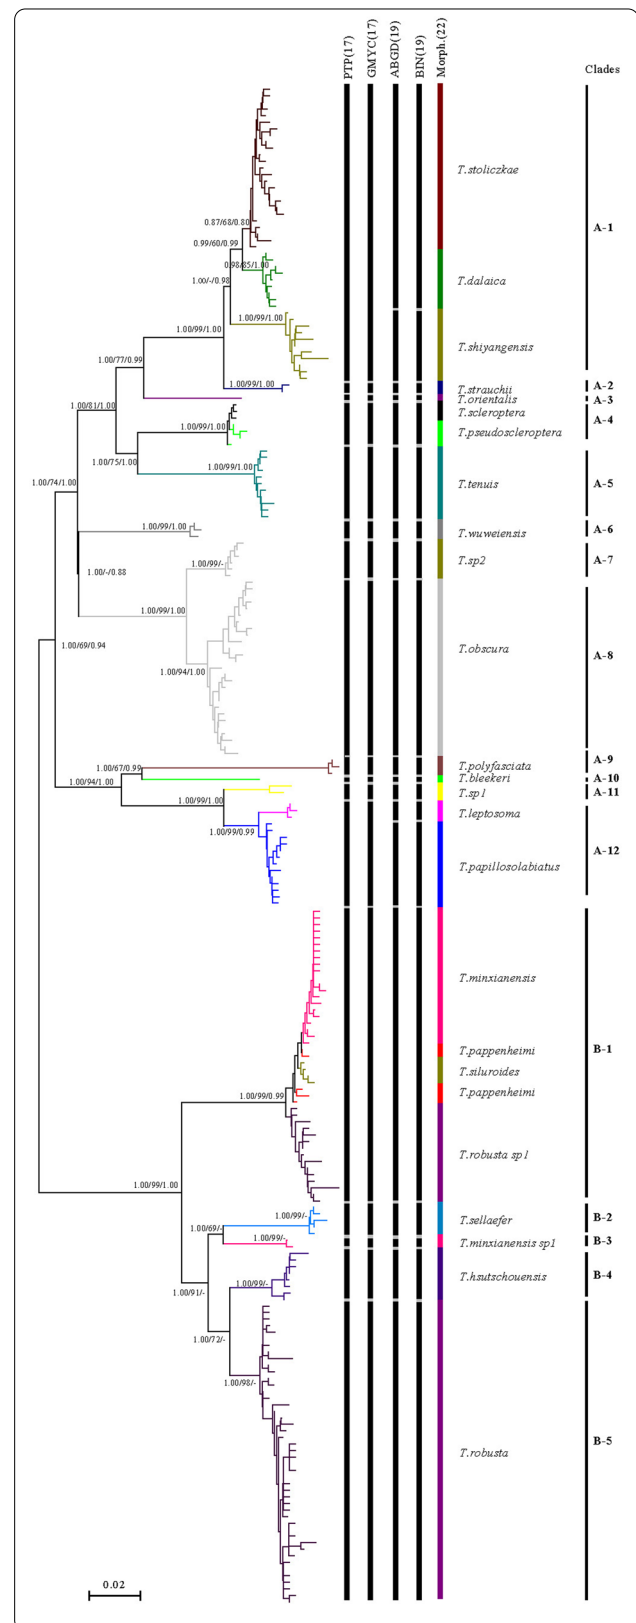 PTP(17) GMYC(17) ABGD(19) BIN(19) Morph.(22)
Clades
T.stoliczkae
0.87/68/0.80
A-1
0.99/60/0.99
0.98/85/1.00
1.00/-/0.98
T.dalaica
1.00/99/1.00
1.00/99/1.00
T.shiyangensis
1.00/77/0.99
1.00/99/1.00
T.strauchii
A-2
T.orientalis
A-3
1.00/81/1.00
T.scleroptera
A-4
1.00/99/1.00
T.pseudoscleroptera
1.00/75/1.00
1.00/99/1.00
1.00/74/1.00
T.tenuis
A-5
1.00/99/1.00
T.wuweiensis
A-6
T.sp2
A-7
1.00/99/-
1.00/-/0.88
1.00/99/1.00
1.00/69/0.94
T.obscura
A-8
1.00/94/1.00
A-9
1.00/67/0.99
T.polyfasciata
1.00/94/1.00
T.bleekeri
A-10
T.sp1
A-11
1.00/99/1.00
T.leptosoma
1.00/99/0.99
A-12
T.papillosolabiatus
T.minxianensis
T.pappenheimi
B-1
T.siluroides
T.pappenheimi
1.00/99/0.99
T.robusta sp1
1.00/99/1.00
1.00/99/-
T.sellaefer
B-2
1.00/69/-
1.00/99/-
T.minxianensis sp1
B-3
T.hsutschouensis
B-4
1.00/99/-
1.00/91/-
1.00/72/-
1.00/98/-
B-5
T.robusta
0.02